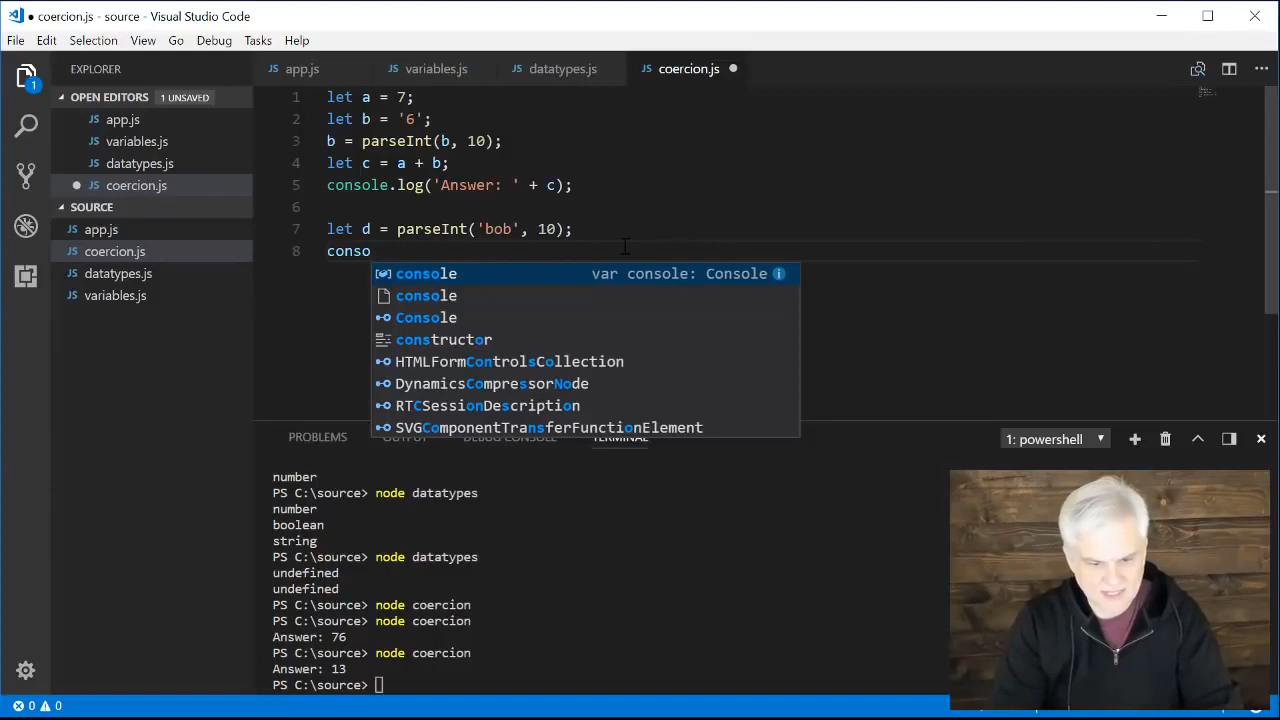 coercion.js - source - Visual Studio Code
File Edit Selection View Go Debug Tasks Help
EXPLORER
OPEN EDITORS 1 UNSAVED
app.js
variables.js
datatypes.js
coercion.js
SOURCE
app.js
coercion.js
datatypes.js
variables.js
1
app.js variables.js datatypes.js coercion.js
1 let a = 7;
2 let b = '6';
3 b = parseInt(b, 10);
4 let c = a + b;
5 console.log('Answer: ' + c);
6
7 let d = parseInt('bob', 10);
8 conso
console var console: Console
console
Console
constructor
HTMLFormControlsCollection
DynamicsCompressorNode
RTCSessionDescription
SVGComponentTransferFunctionElement
PROBLEMS OUTPUT DEBUG CONSOLE TERMINAL
1: powershell
number
PS C:\source> node datatypes
number
boolean
string
PS C:\source> node datatypes
undefined
undefined
PS C:\source> node coercion
PS C:\source> node coercion
Answer: 76
PS C:\source> node coercion
Answer: 13
PS C:\source>
0 0